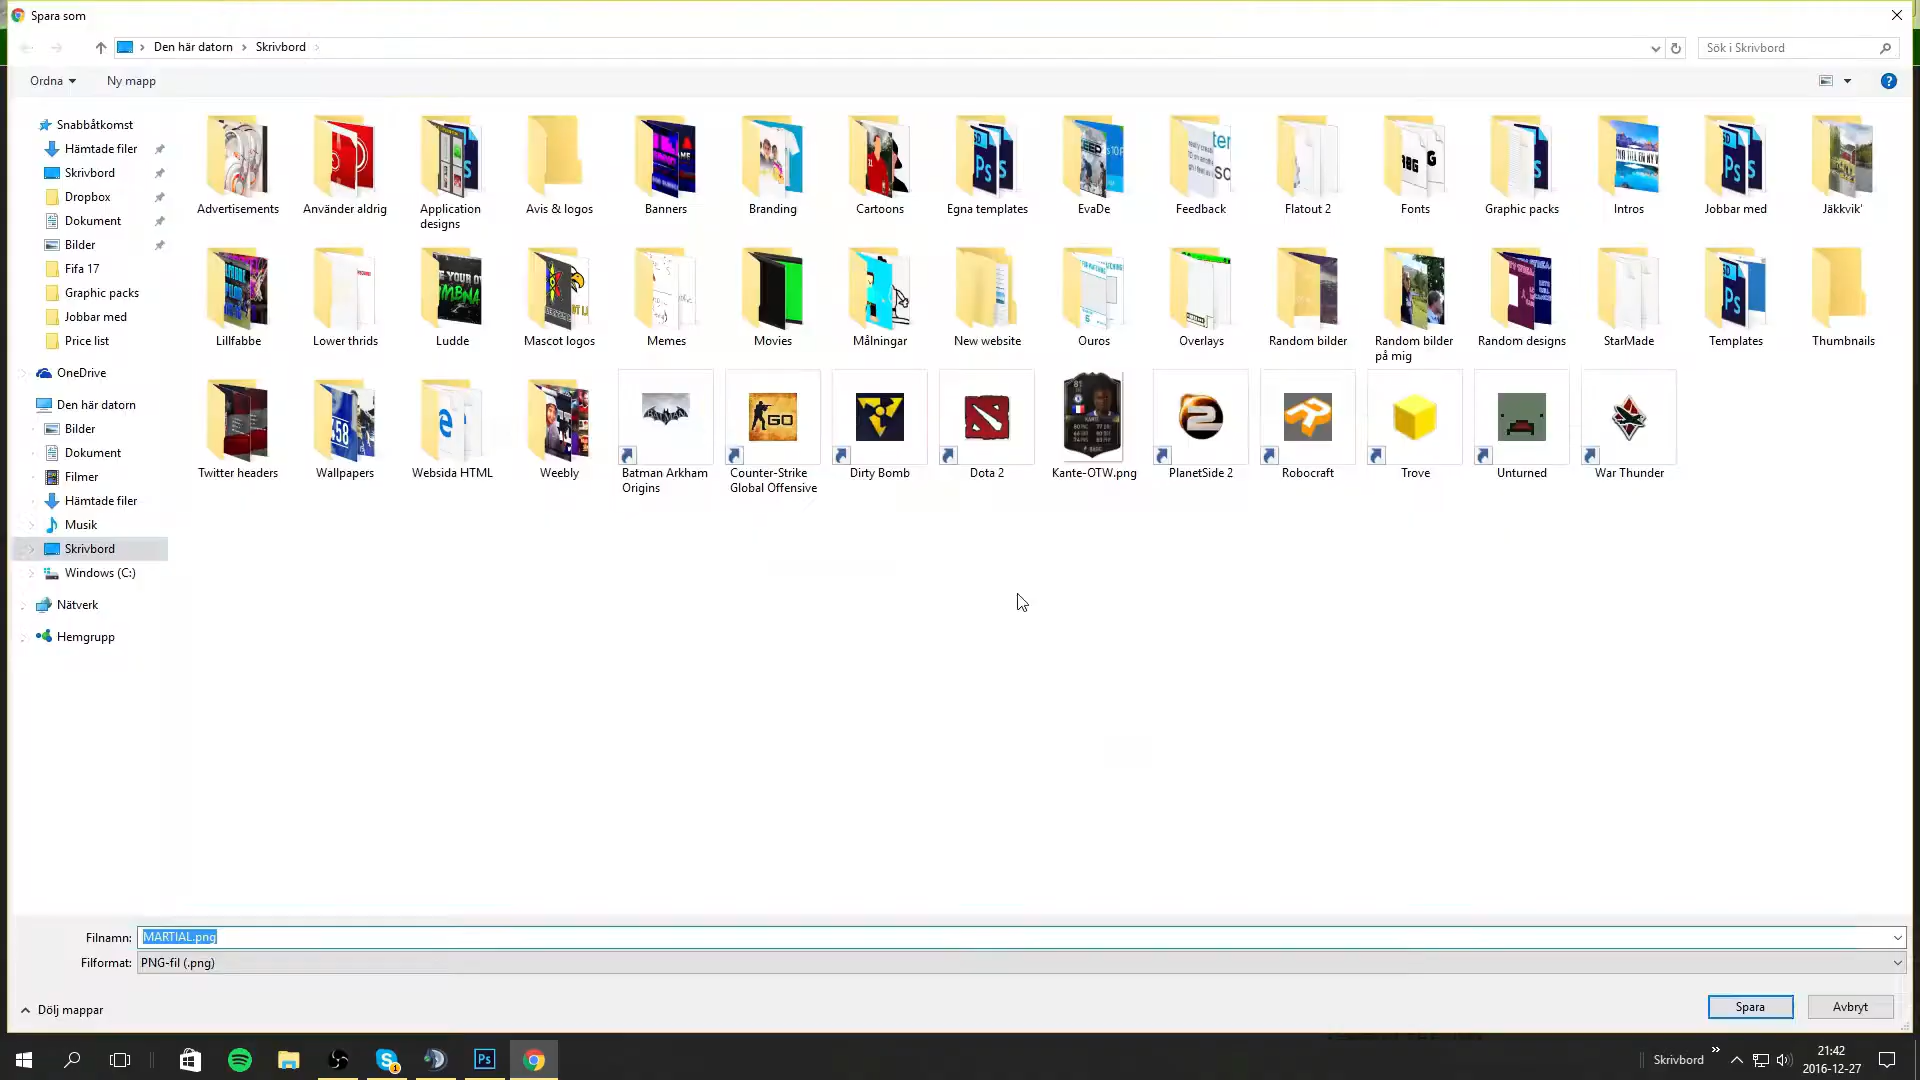 Spara som
Den här datorn
Skrivbord
Sök i Skrivbord
Ordna
Ny mapp
Snabbåtkomst
Hämtade filer
Skrivbord
Dropbox
Dokument
Bilder
Fifa 17
Graphic packs
Jobbar med
Price list
OneDrive
Den här datorn
Bilder
Dokument
Filmer
Hämtade filer
Musik
Skrivbord
Windows (C:)
Nätverk
Hemgrupp
Advertisements
Använder aldrig
Application
designs
Avis & logos
Banners
Branding
Cartoons
Egna templates
EvaDe
Feedback
Flatout 2
Fonts
Graphic packs
Intros
Jobbar med
Jäkkvik'
Lillfabbe
Lower thrids
Ludde
Mascot logos
Memes
Movies
Målningar
New website
Ouros
Overlays
Random bilder
Random bilder
på mig
Random designs
StarMade
Templates
Thumbnails
Twitter headers
Wallpapers
Websida HTML
Weebly
Batman Arkham
Origins
Counter-Strike
Global Offensive
Dirty Bomb
Dota 2
Kante-OTW.png
PlanetSide 2
Robocraft
Trove
Unturned
War Thunder
Filnamn:
MARTIAL.png
Filformat:
PNG-fil (.png)
Dölj mappar
Spara
Avbryt
Skrivbord
21:42
2016-12-27